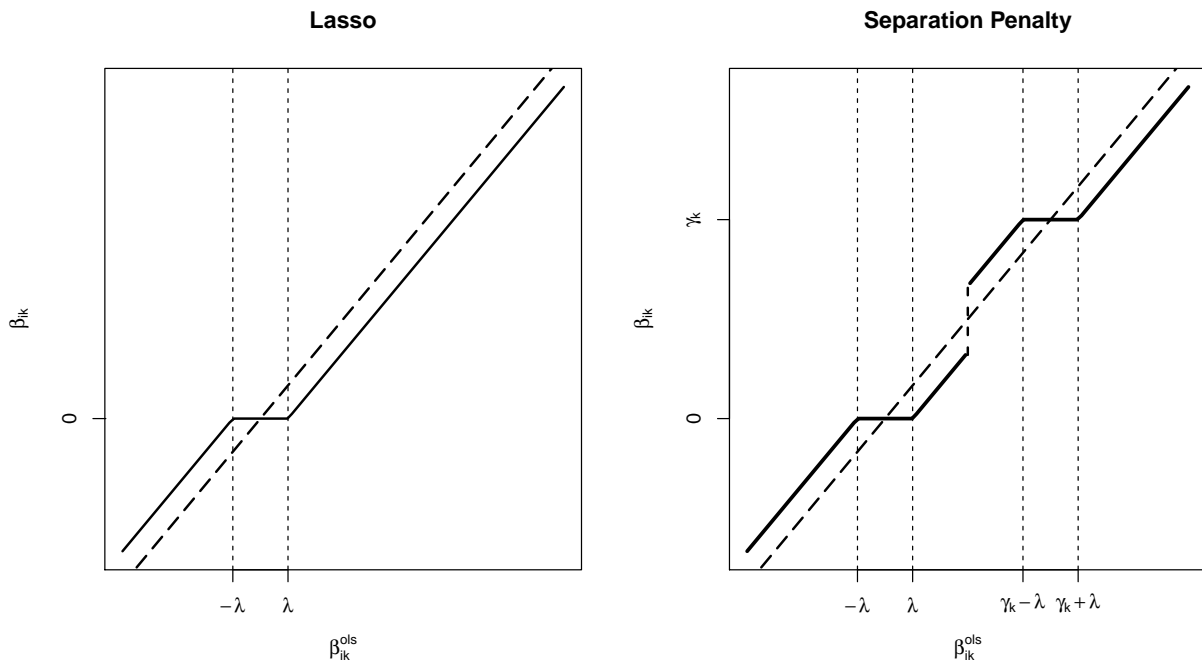 Lasso
β_ik
0
−λ
λ
β_ik^ols
Separation Penalty
β_ik
γ_k
0
−λ
λ
γ_k − λ
γ_k + λ
β_ik^ols